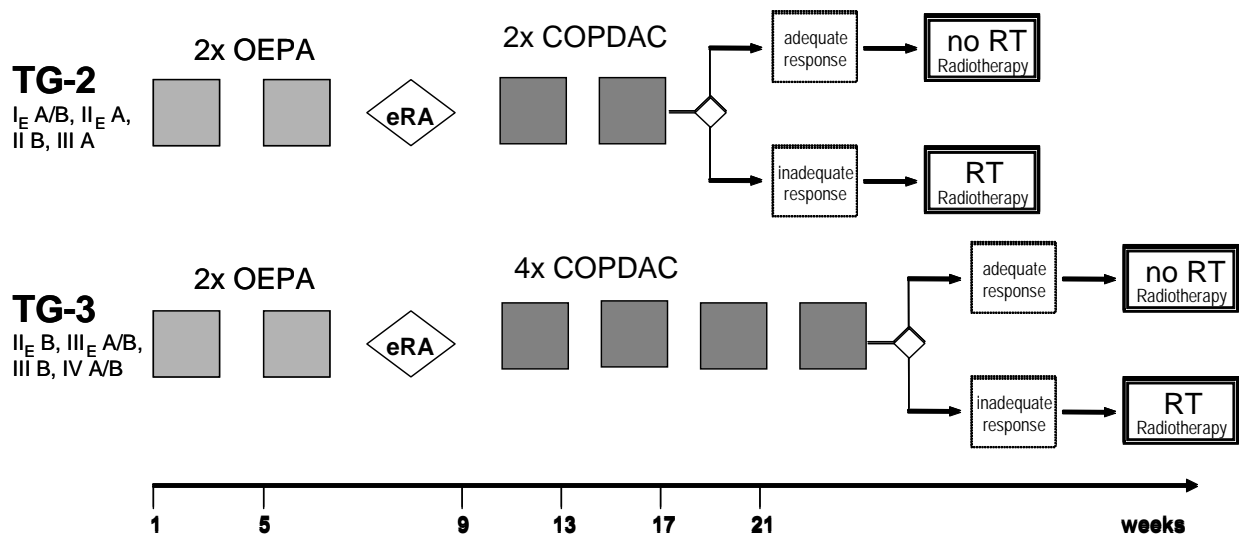 2x OEPA
2x COPDAC
TG-2
I_E A/B, II_E A,
II B, III A
eRA
adequate
response
no RT
Radiotherapy
inadequate
response
RT
Radiotherapy
2x OEPA
4x COPDAC
TG-3
II_E B, III_E A/B,
III B, IV A/B
eRA
adequate
response
no RT
Radiotherapy
inadequate
response
RT
Radiotherapy
1 5 9 13 17 21 weeks